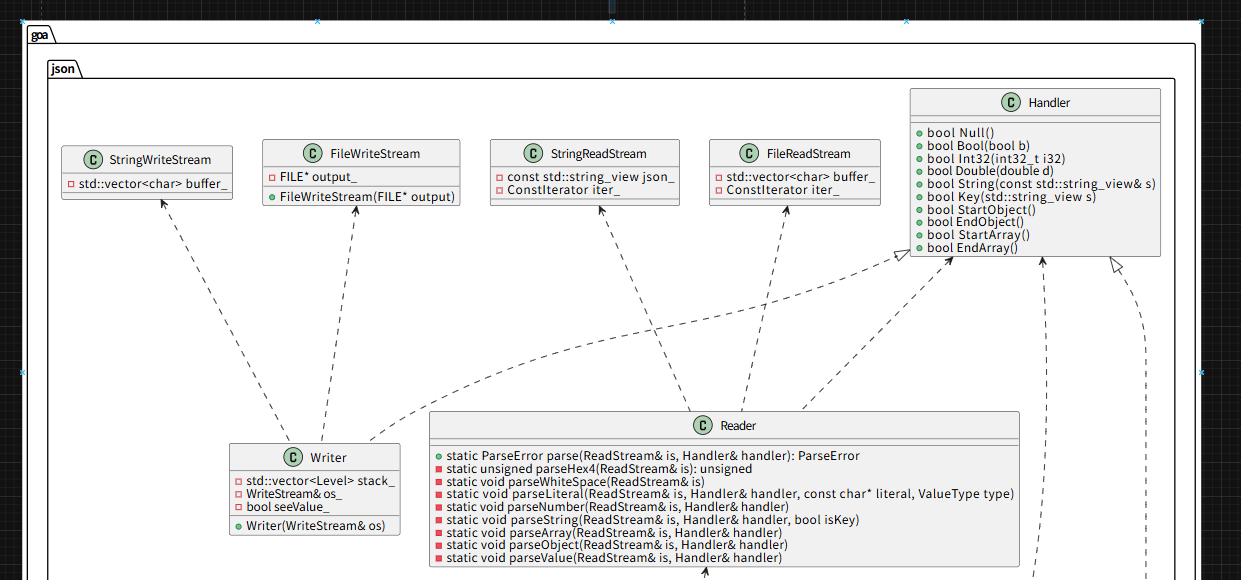 goa
json
C StringWriteStream
std::vector<char> buffer_
C FileWriteStream
FILE* output_
FileWriteStream(FILE* output)
C StringReadStream
const std::string_view json_
ConstIterator iter_
C FileReadStream
std::vector<char> buffer_
ConstIterator iter_
C Handler
bool Null()
bool Bool(bool b)
bool Int32(int32_t i32)
bool Double(double d)
bool String(const std::string_view& s)
bool Key(std::string_view s)
bool StartObject()
bool EndObject()
bool StartArray()
bool EndArray()
C Writer
std::vector<Level> stack_
WriteStream& os_
bool seeValue_
Writer(WriteStream& os)
C Reader
static ParseError parse(ReadStream& is, Handler& handler): ParseError
static unsigned parseHex4(ReadStream& is): unsigned
static void parseWhiteSpace(ReadStream& is)
static void parseLiteral(ReadStream& is, Handler& handler, const char* literal, ValueType type)
static void parseNumber(ReadStream& is, Handler& handler)
static void parseString(ReadStream& is, Handler& handler, bool isKey)
static void parseArray(ReadStream& is, Handler& handler)
static void parseObject(ReadStream& is, Handler& handler)
static void parseValue(ReadStream& is, Handler& handler)